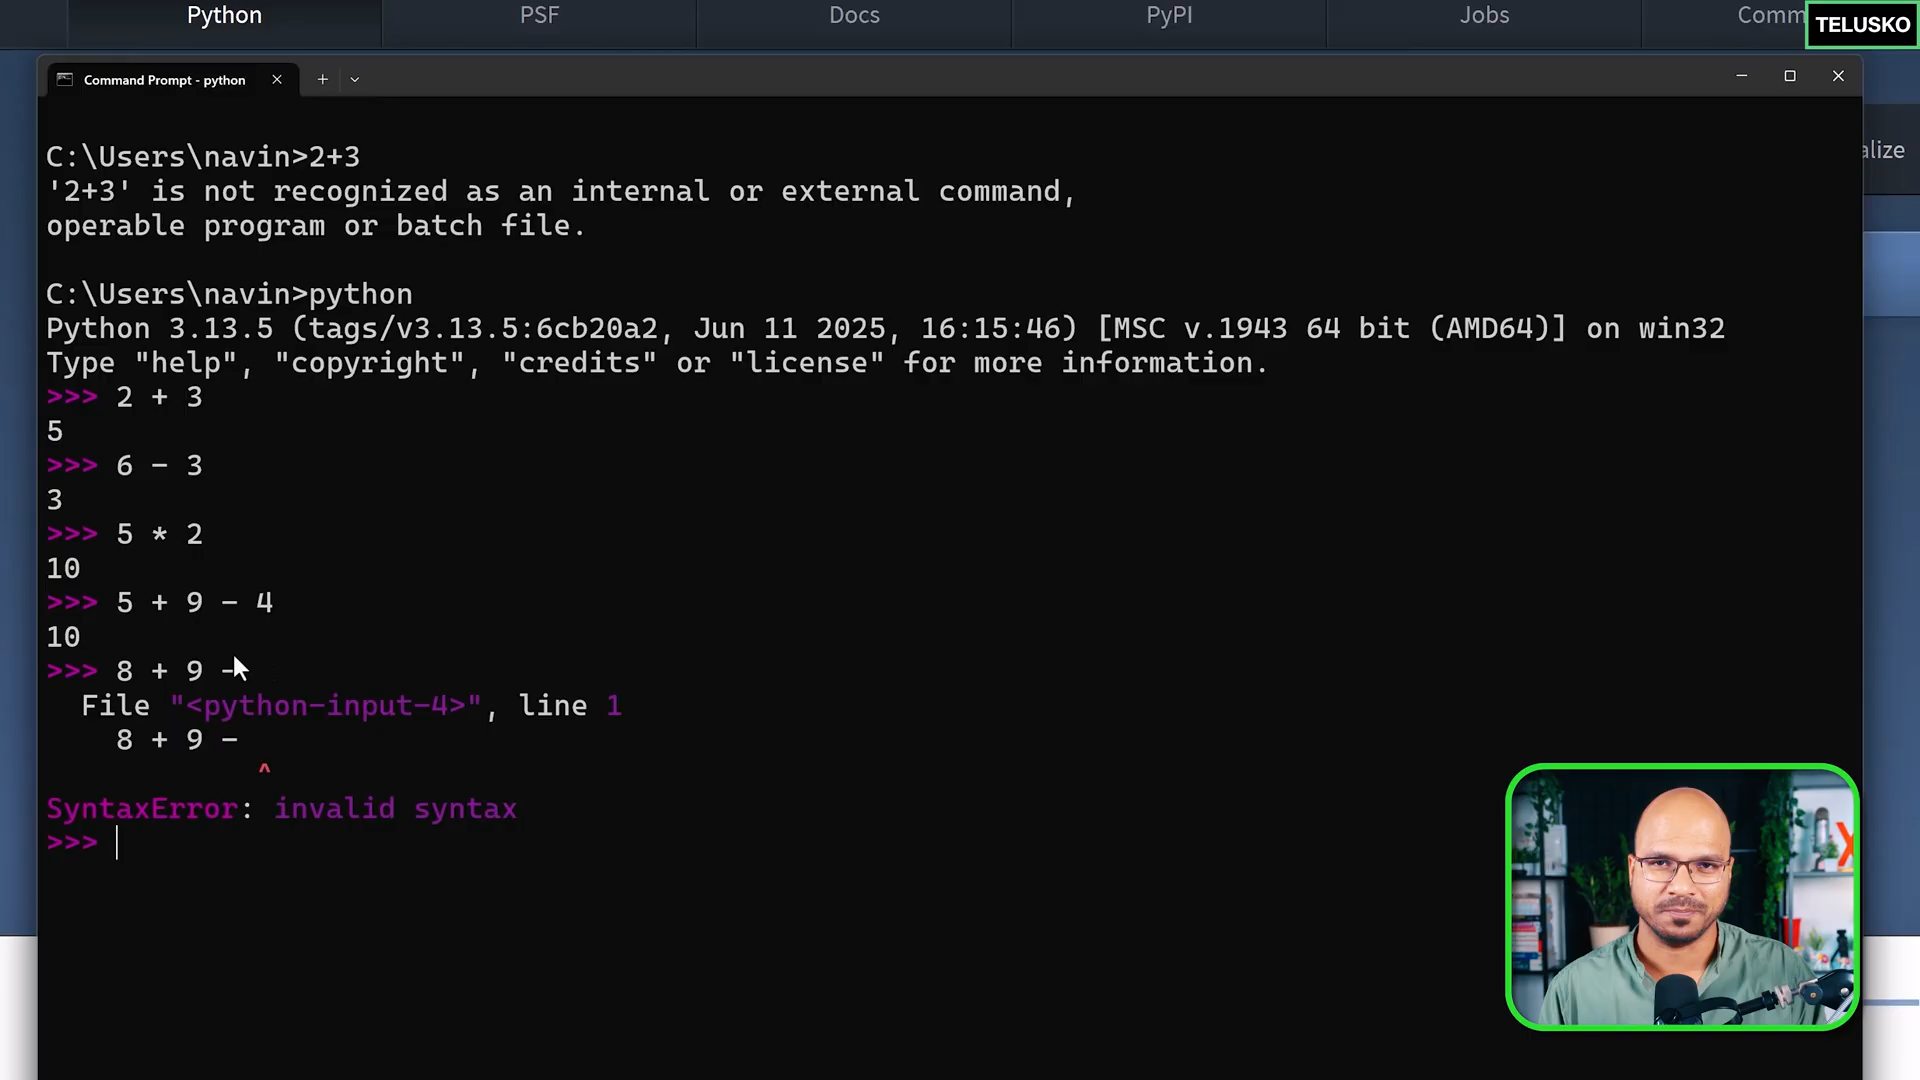 Python PSF Docs PyPI Jobs Comm
TELUSKO
Command Prompt - python
alize
C:\Users\navin>2+3
'2+3' is not recognized as an internal or external command,
operable program or batch file.
C:\Users\navin>python
Python 3.13.5 (tags/v3.13.5:6cb20a2, Jun 11 2025, 16:15:46) [MSC v.1943 64 bit (AMD64)] on win32
Type "help", "copyright", "credits" or "license" for more information.
>>> 2 + 3
5
>>> 6 - 3
3
>>> 5 * 2
10
>>> 5 + 9 - 4
10
>>> 8 + 9 -
File "<python-input-4>", line 1
8 + 9 -
^
SyntaxError: invalid syntax
>>>